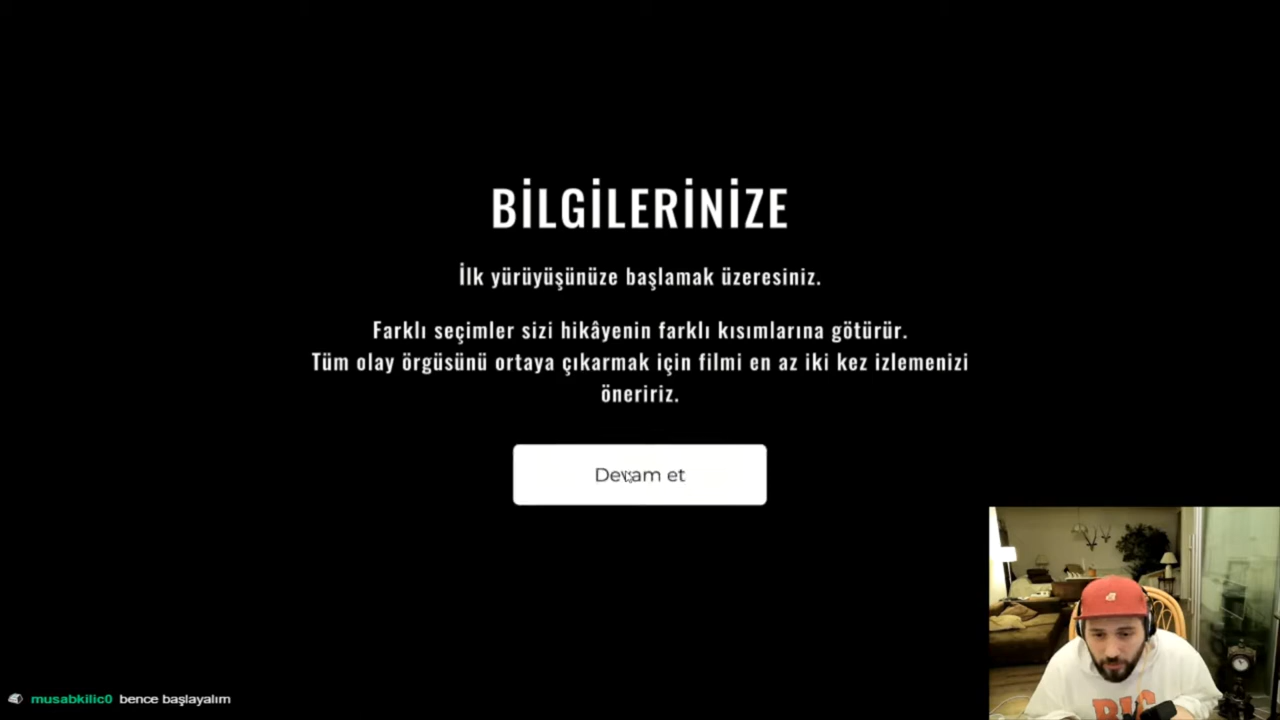 BİLGİLERİNİZE
İlk yürüyüşünüze başlamak üzeresiniz.
Farklı seçimler sizi hikâyenin farklı kısımlarına götürür.
Tüm olay örgüsünü ortaya çıkarmak için filmi en az iki kez izlemenizi
öneririz.
Devam et
musabkilic0 bence başlayalım